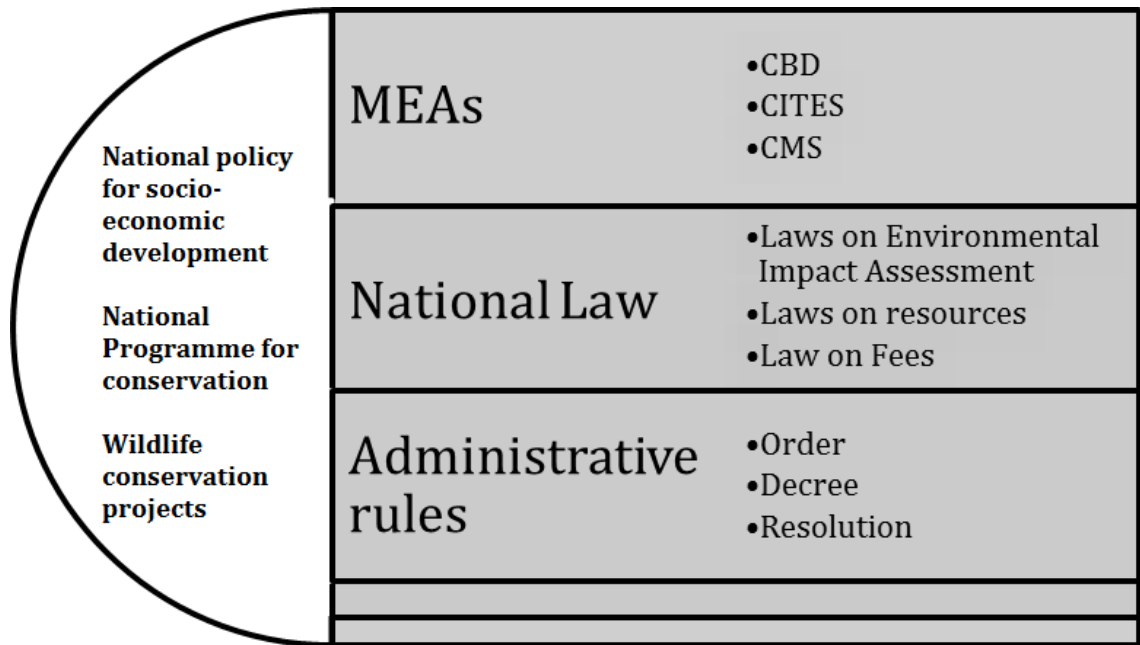 National policy
for socio-
economic
development
National
Programme for
conservation
Wildlife
conservation
projects
MEAs
•CBD
•CITES
•CMS
National Law
•Laws on Environmental
Impact Assessment
•Laws on resources
•Law on Fees
Administrative
rules
•Order
•Decree
•Resolution